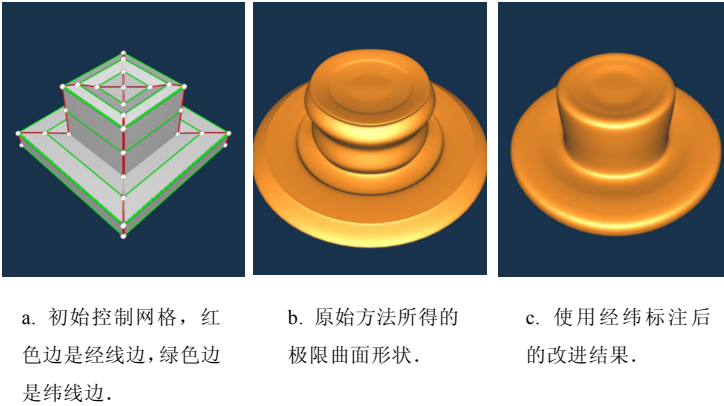 a. 初始控制网格，红
色边是经线边，绿色边
是纬线边．
b. 原始方法所得的
极限曲面形状．
c. 使用经纬标注后
的改进结果．